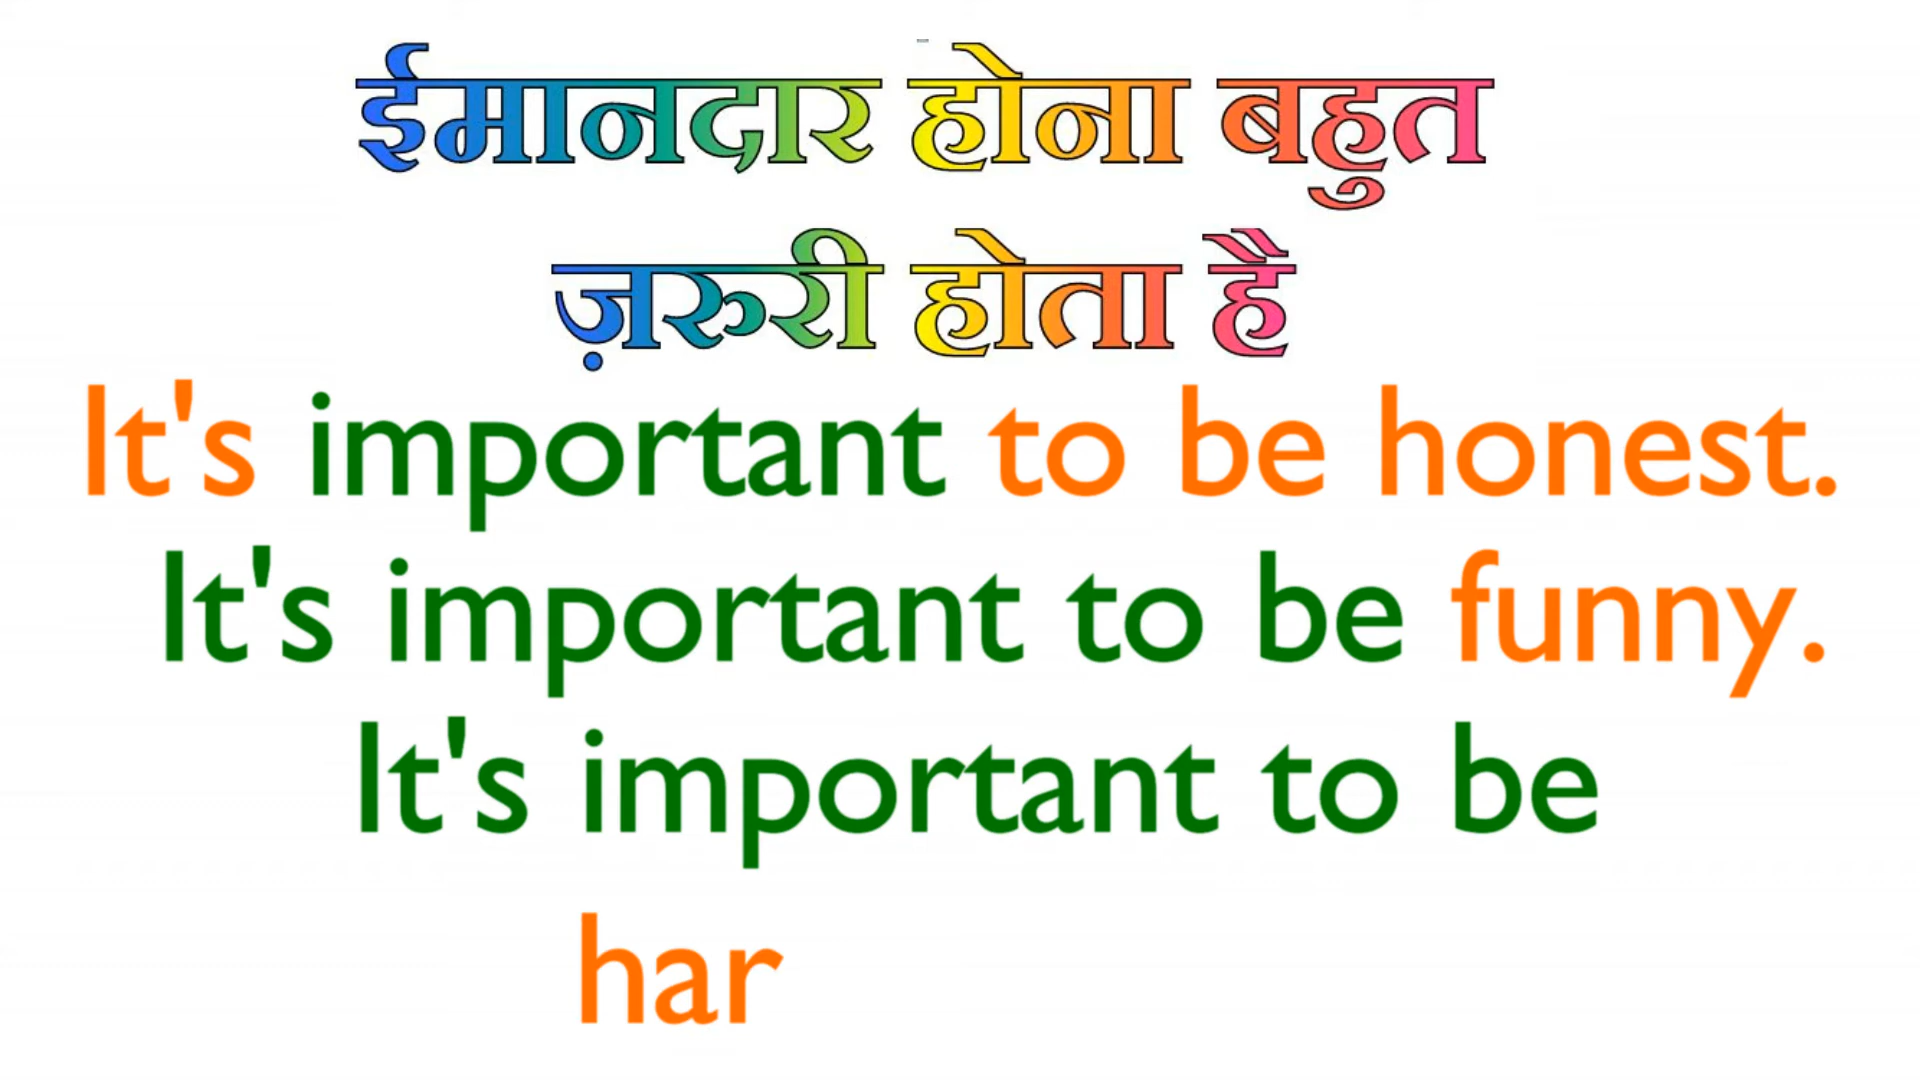 ईमानदार होना बहुत
ज़रुरी होता है
It's important to be honest.
It's important to be funny.
It's important to be
har